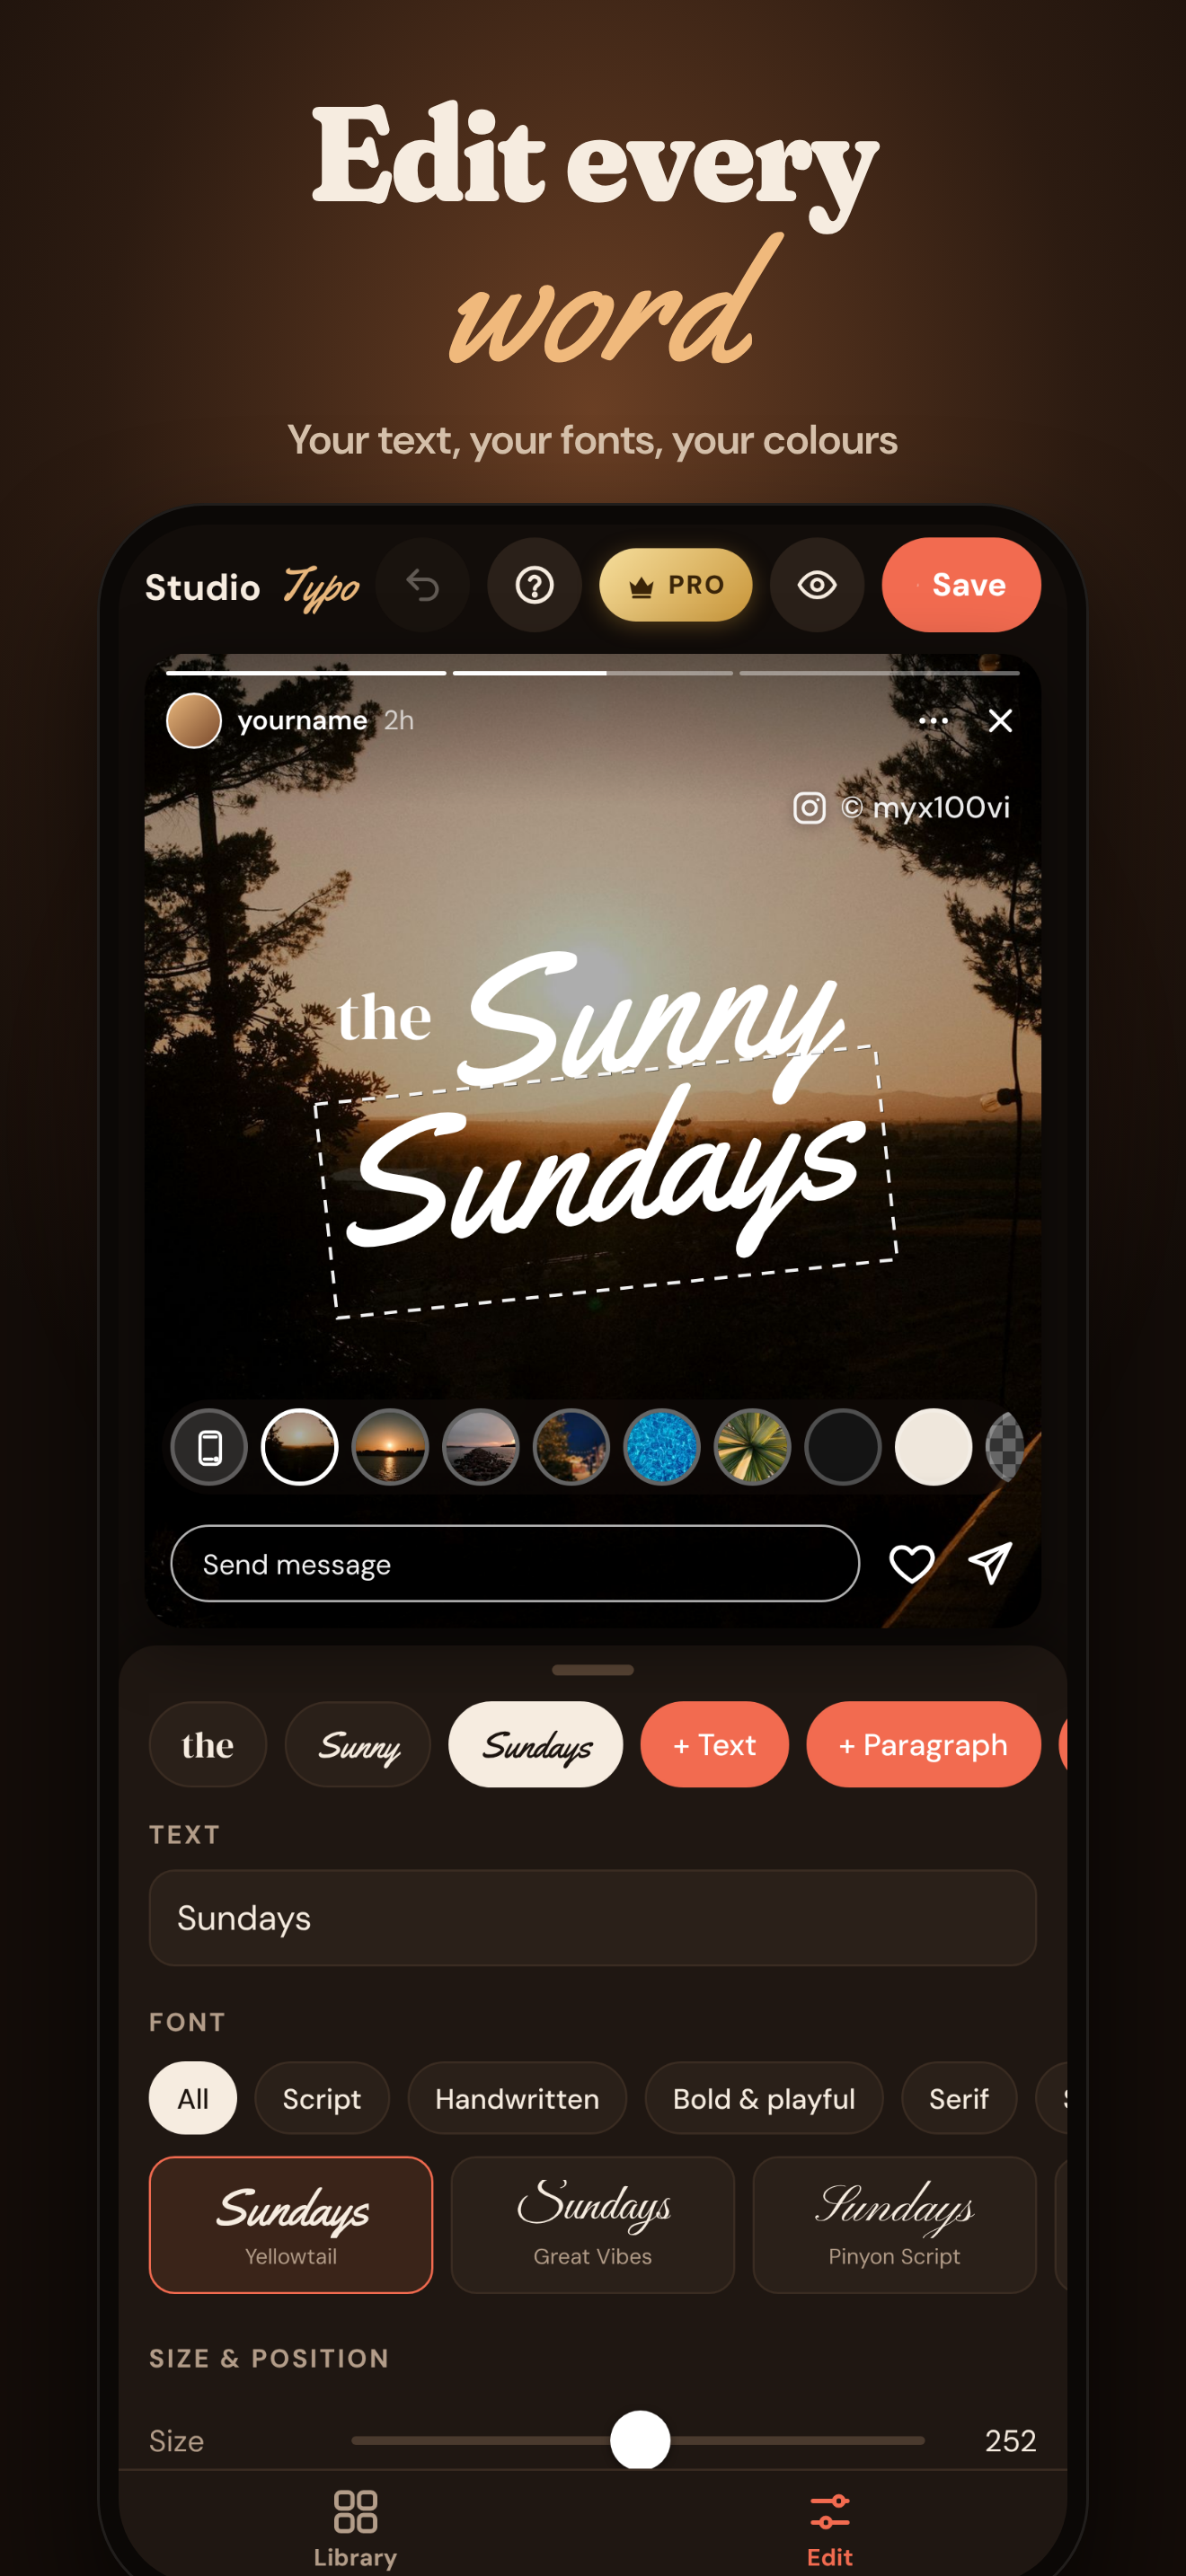 Edit every
word
Your text, your fonts, your colours
Studio Typo
PRO
Save
yourname 2h
© myx100vi
the Sunny
Sundays
Send message
the
Sunny
Sundays
+ Text
+ Paragraph
TEXT
Sundays
FONT
All
Script
Handwritten
Bold & playful
Serif
Sundays
Yellowtail
Sundays
Great Vibes
Sundays
Pinyon Script
SIZE & POSITION
Size 252
Library
Edit